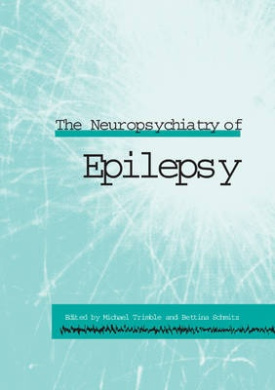 The Neuropsychiatry of
Epilepsy
Edited by Michael Trimble and Bettina Schmitz